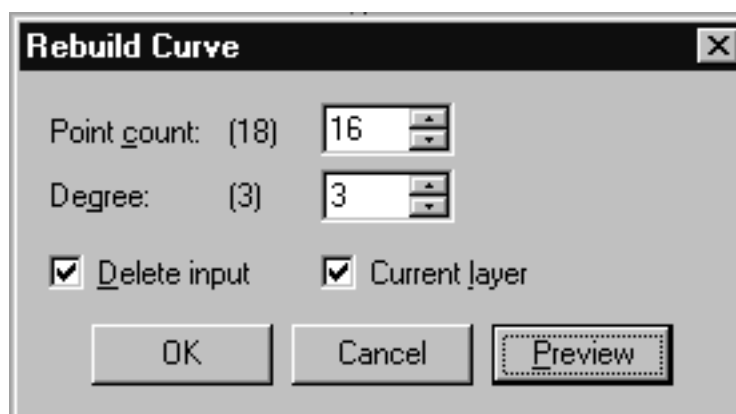 Rebuild Curve
Point count: (18) 16
Degree: (3) 3
Delete input Current layer
OK Cancel Preview